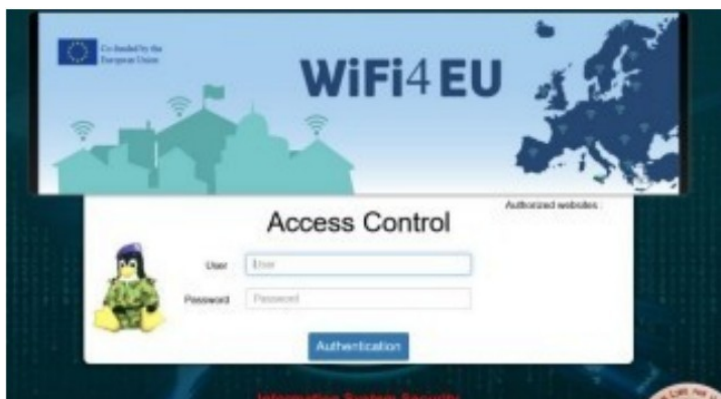 Co-funded by the
European Union
WiFi4EU
Authorized websites :
Access Control
User
User
Password
Password
Authentication
Information System Security